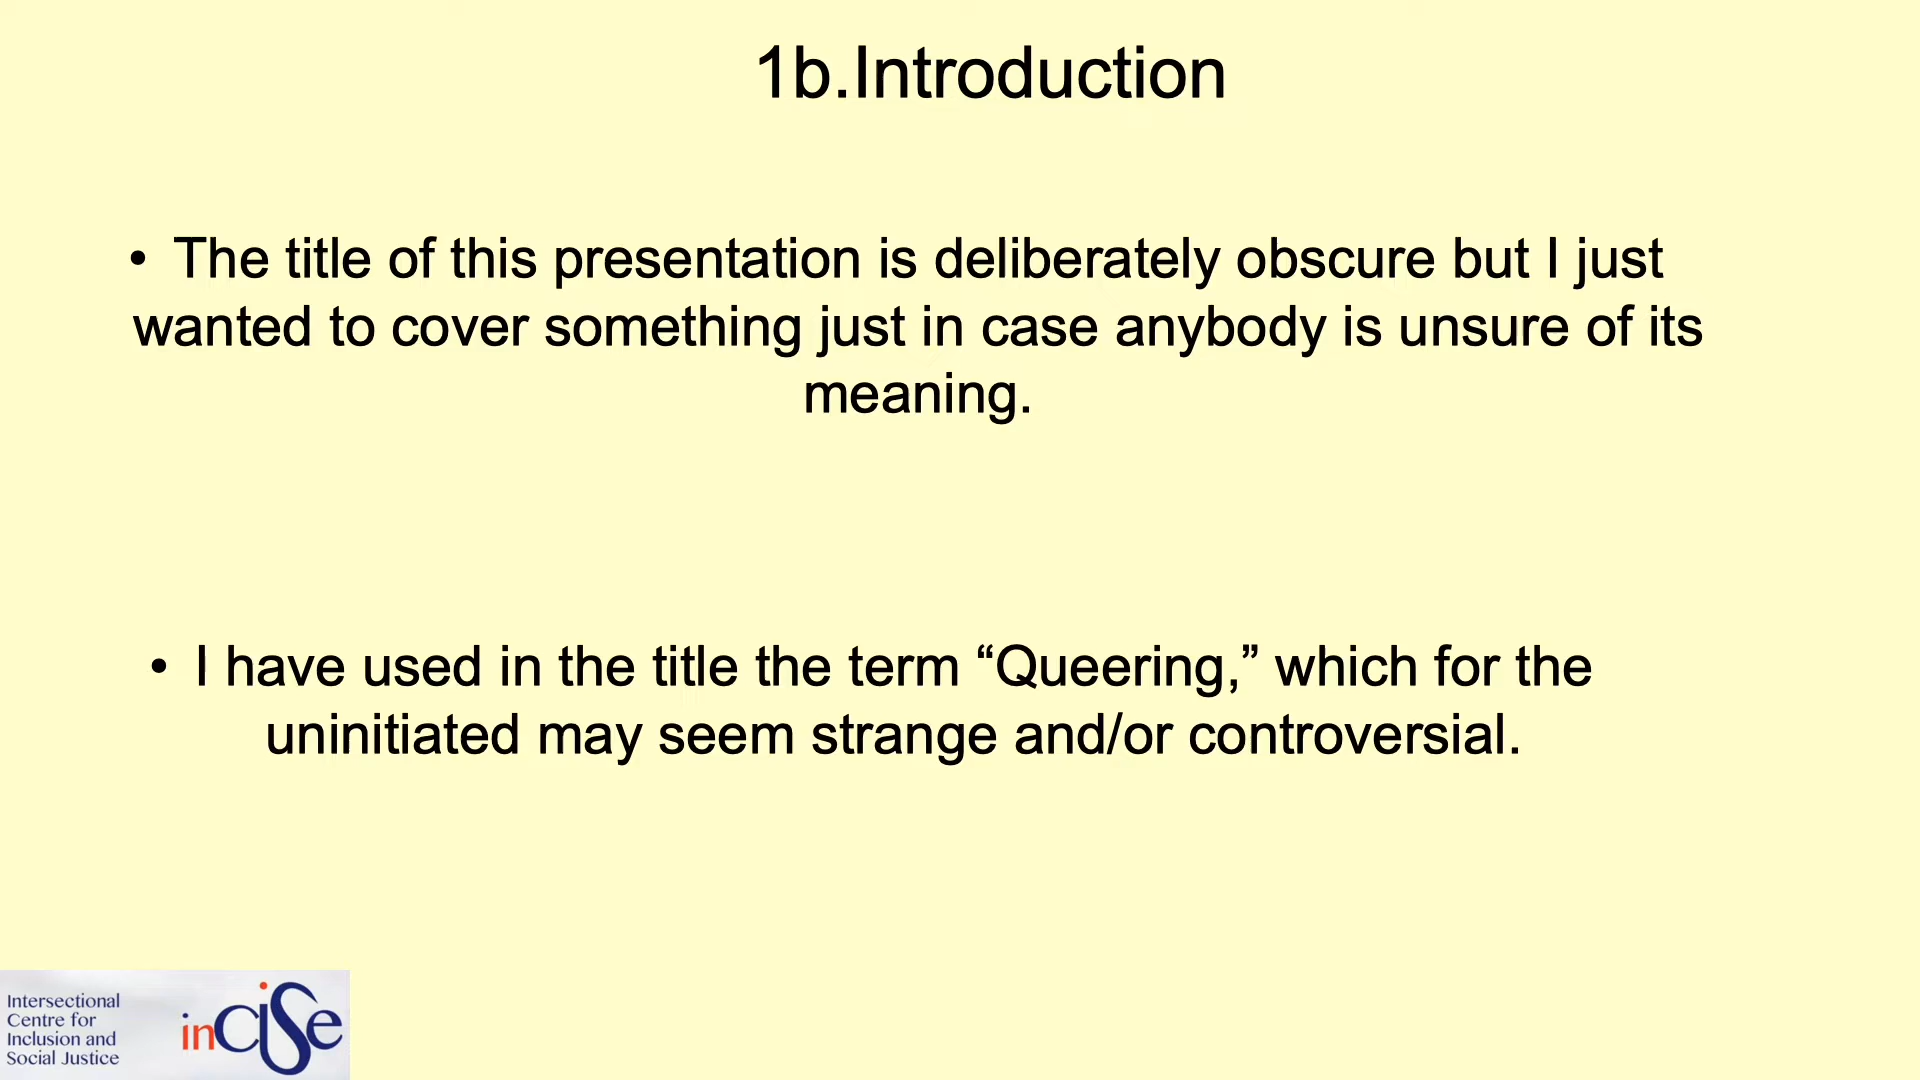 1b.Introduction
• The title of this presentation is deliberately obscure but I just
wanted to cover something just in case anybody is unsure of its
meaning.
• I have used in the title the term “Queering,” which for the
uninitiated may seem strange and/or controversial.
Intersectional
Centre for
Inclusion and
Social Justice
inCISe